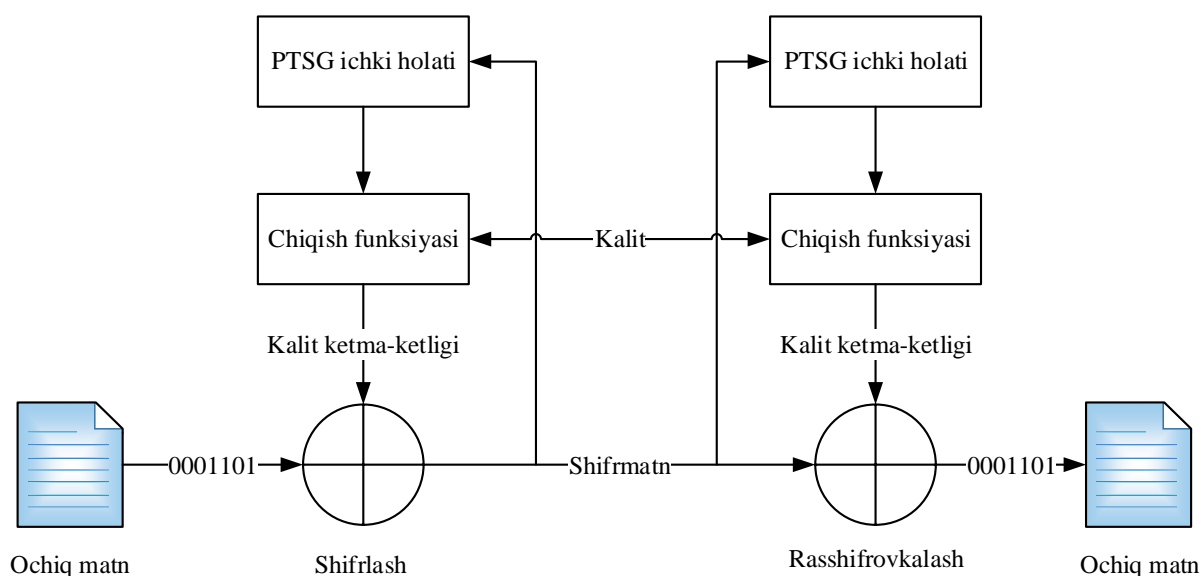 PTSG ichki holati
PTSG ichki holati
Chiqish funksiyasi
Kalit
Chiqish funksiyasi
Kalit ketma-ketligi
Kalit ketma-ketligi
0001101
Shifrmatn
0001101
Ochiq matn
Shifrlash
Rasshifrovkalash
Ochiq matn